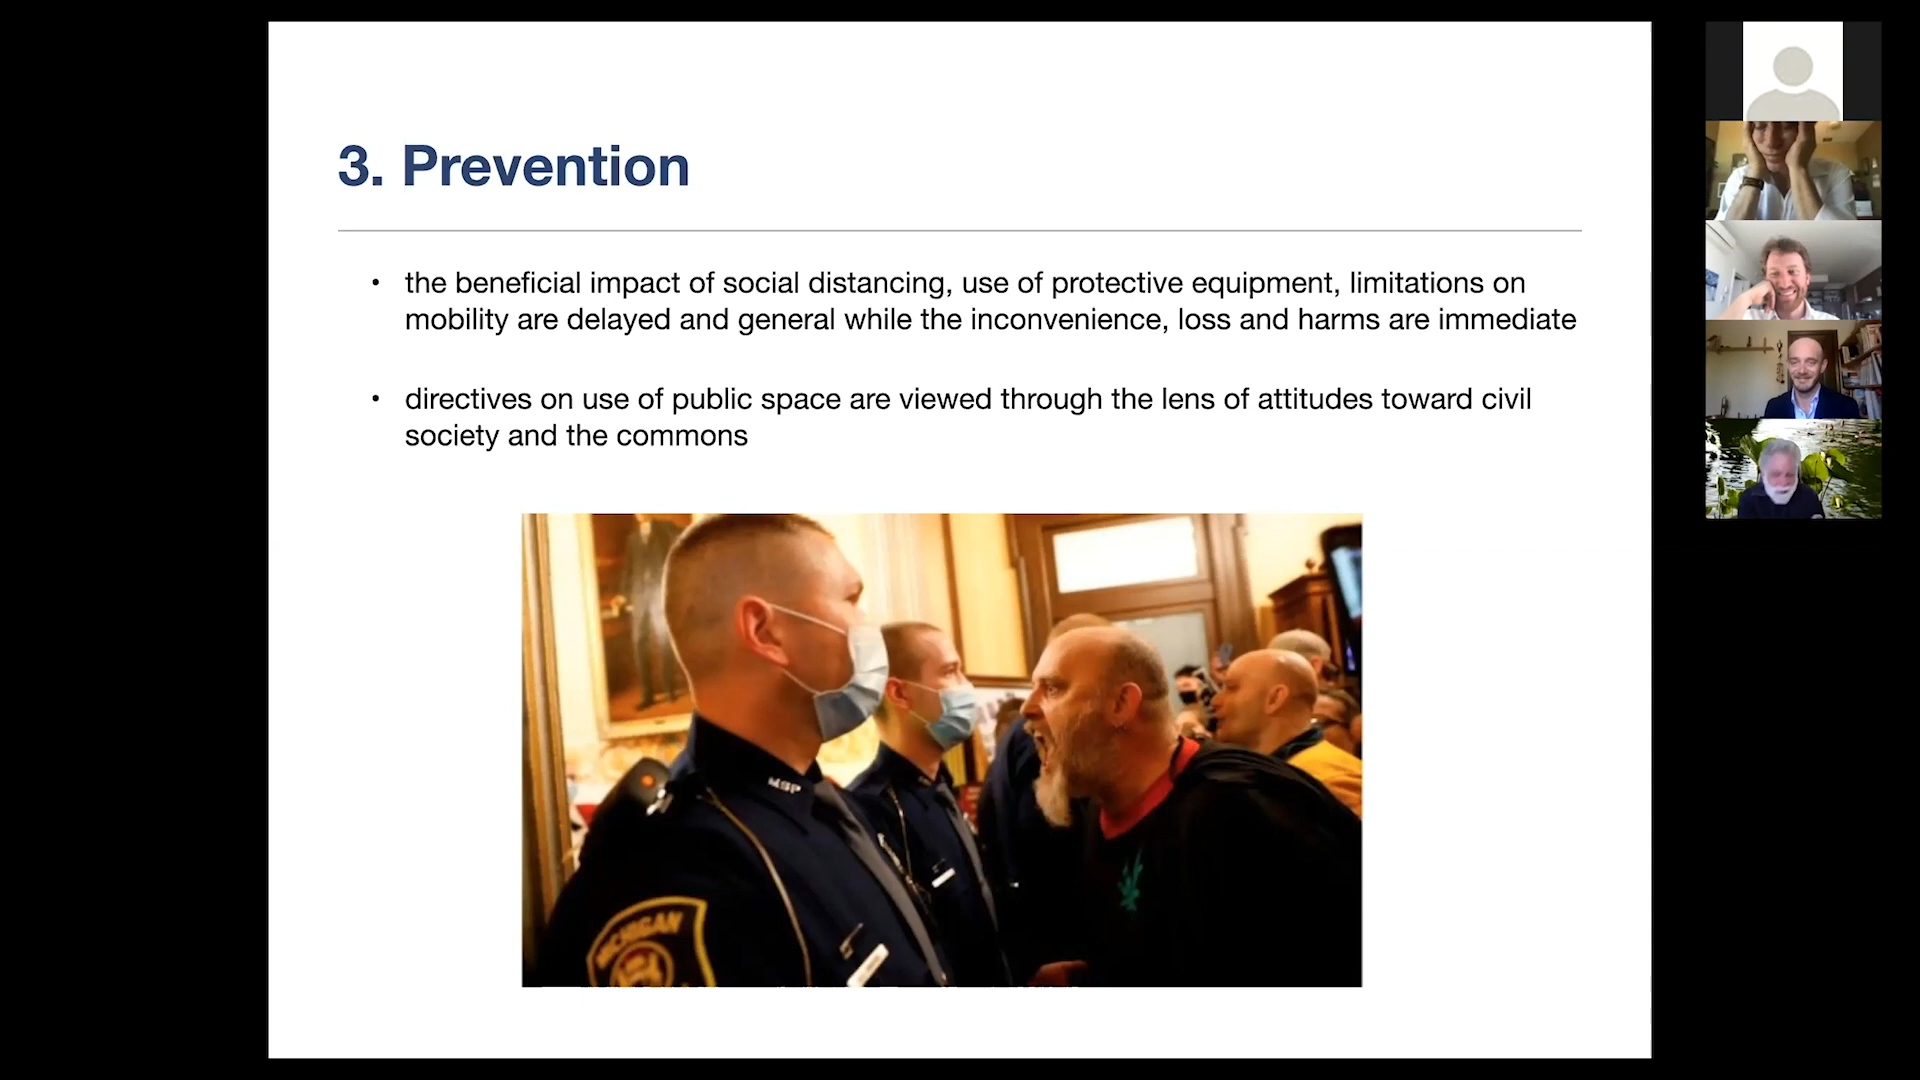 3. Prevention
• the beneficial impact of social distancing, use of protective equipment, limitations on
mobility are delayed and general while the inconvenience, loss and harms are immediate
• directives on use of public space are viewed through the lens of attitudes toward civil
society and the commons
MSP
MICHIGAN